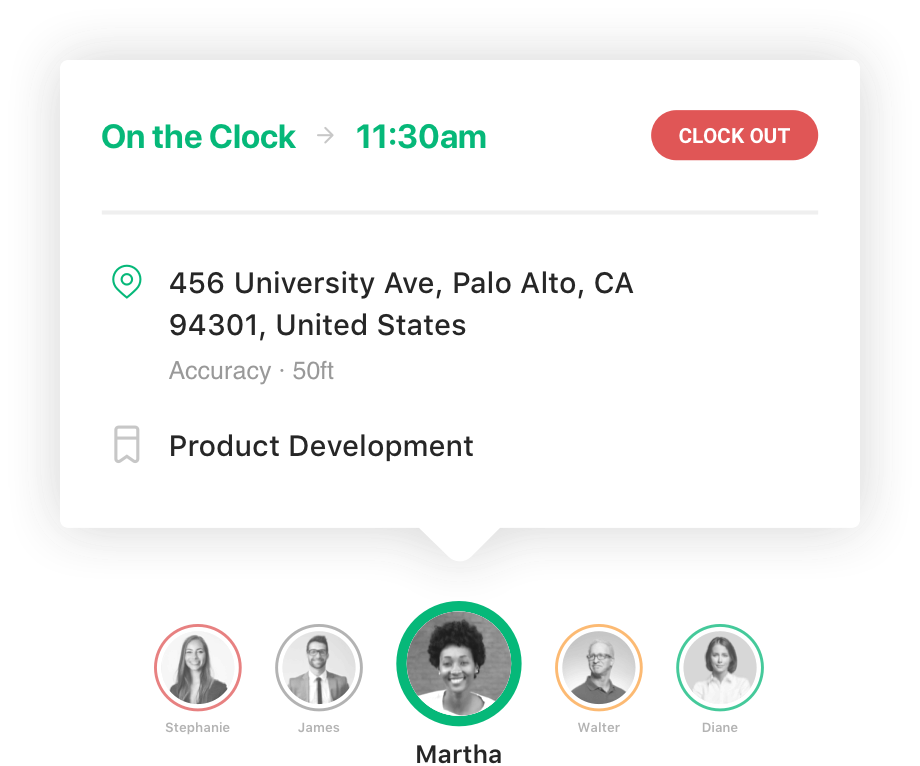 On the Clock → 11:30am
CLOCK OUT
456 University Ave, Palo Alto, CA
94301, United States
Accuracy · 50ft
Product Development
Stephanie
James
Martha
Walter
Diane